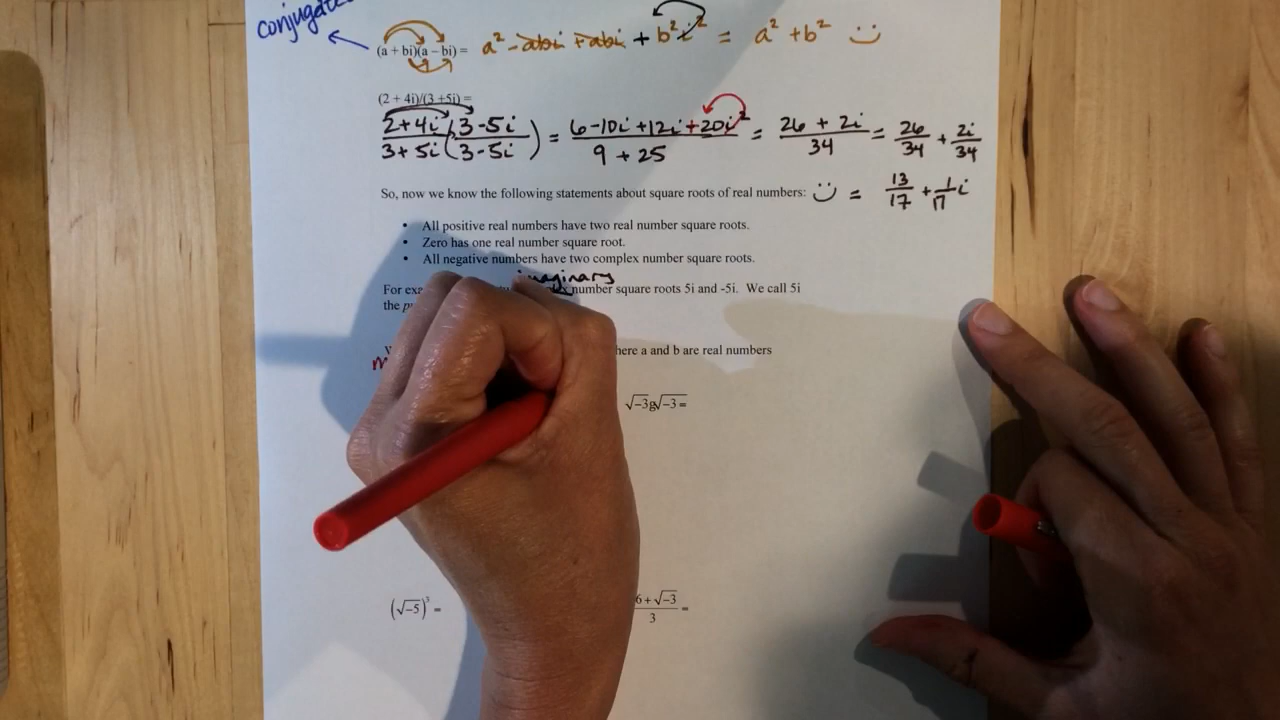 conjugate
(a + bi)(a − bi) = a² - abi + abi + b²i² = a² + b²
(2 + 4i)/(3 +5i) =
2+4i/3+5i (3-5i/3-5i) = 6-10i+12i+20i²/9+25 = 26 + 2i/34 = 26/34 + 2i/34
So, now we know the following statements about square roots of real numbers: = 13/17 + 1/17 i
• All positive real numbers have two real number square roots.
• Zero has one real number square root.
• All negative numbers have two complex number square roots.
imaginary
For number square roots 5i and -5i. We call 5i
the
here a and b are real numbers
√-3g√-3 =
(√-5)³ = 6+√-3/3 =